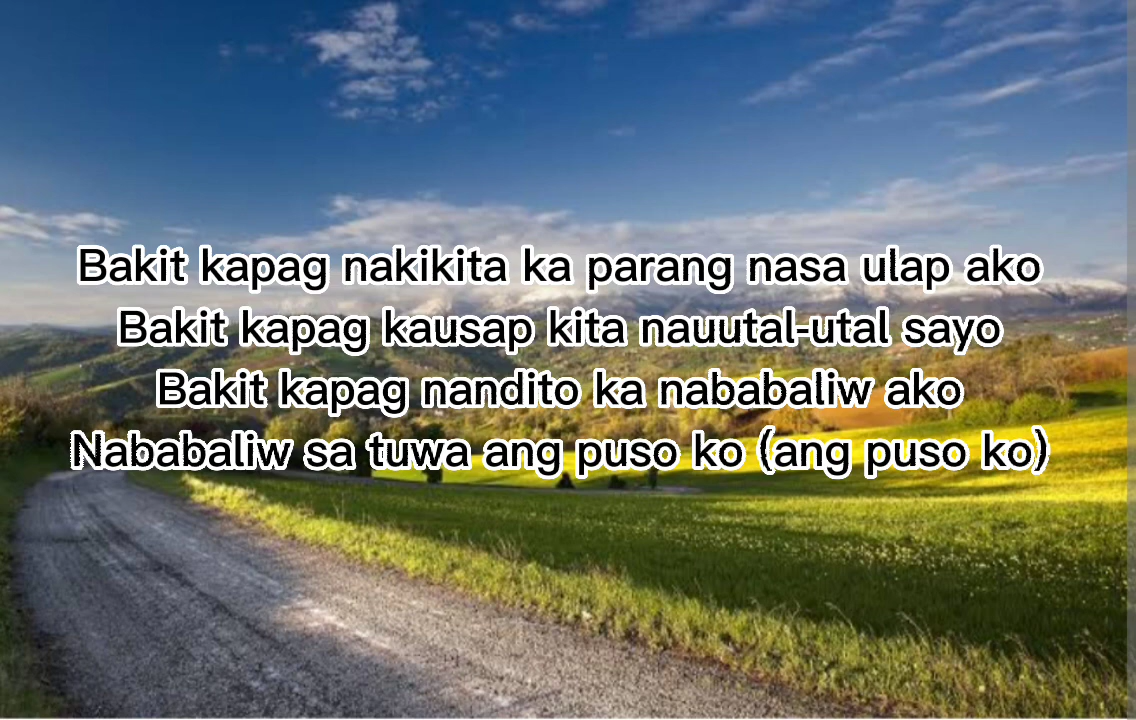 Bakit kapag nakikita ka parang nasa ulap ako
Bakit kapag kausap kita nauutal-utal sayo
Bakit kapag nandito ka nababaliw ako
Nababaliw sa tuwa ang puso ko (ang puso ko)